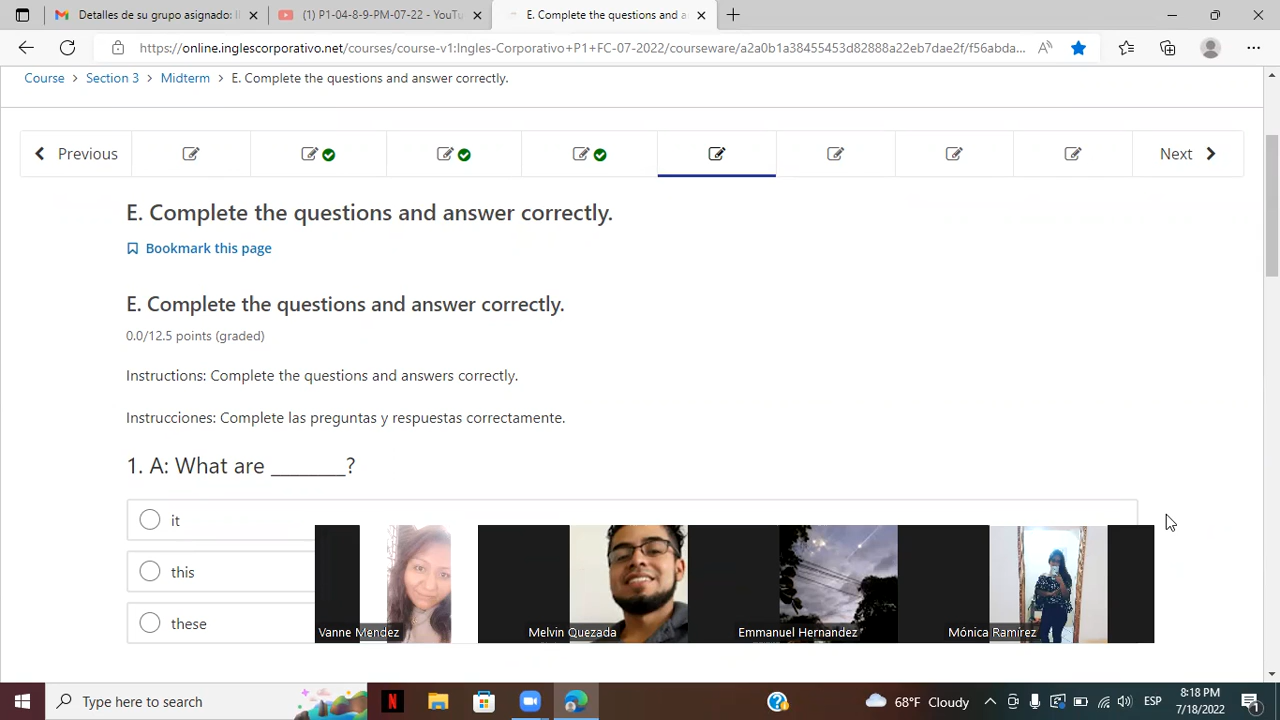 Detalles de su grupo asignado: li
(1) P1-04-8-9-PM-07-22 - YouTu
E. Complete the questions and a
https://online.inglescorporativo.net/courses/course-v1:Ingles-Corporativo+P1+FC-07-2022/courseware/a2a0b1a38455453d82888a22eb7dae2f/f56abda...
Course > Section 3 > Midterm > E. Complete the questions and answer correctly.
Previous
Next
E. Complete the questions and answer correctly.
Bookmark this page
E. Complete the questions and answer correctly.
0.0/12.5 points (graded)
Instructions: Complete the questions and answers correctly.
Instrucciones: Complete las preguntas y respuestas correctamente.
1. A: What are _______?
it
this
these
Vanne Mendez
Melvin Quezada
Emmanuel Hernandez
Mónica Ramírez
Type here to search
N
68°F Cloudy
ESP
8:18 PM
7/18/2022
1